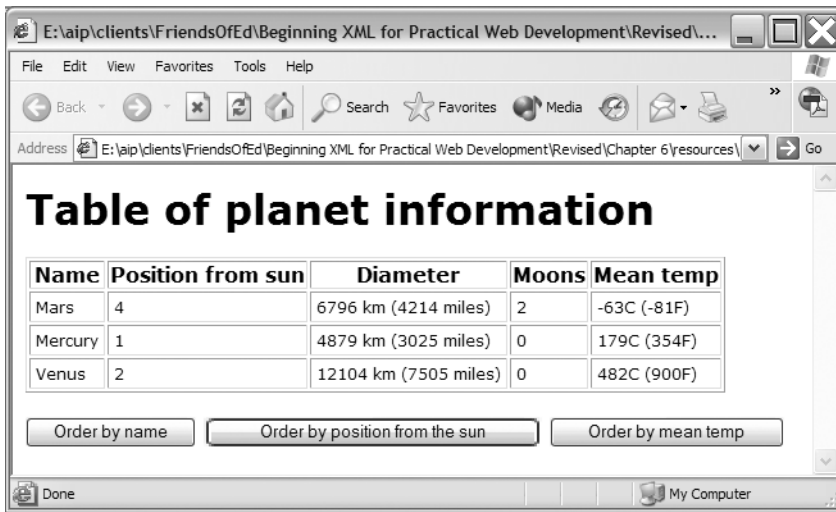 E:\aip\clients\FriendsOfEd\Beginning XML for Practical Web Development\Revised\...
File Edit View Favorites Tools Help
Back Search Favorites Media »
Address E:\aip\clients\FriendsOfEd\Beginning XML for Practical Web Development\Revised\Chapter 6\resources\ Go
Table of planet information
Name Position from sun Diameter Moons Mean temp
Mars 4 6796 km (4214 miles) 2 -63C (-81F)
Mercury 1 4879 km (3025 miles) 0 179C (354F)
Venus 2 12104 km (7505 miles) 0 482C (900F)
Order by name Order by position from the sun Order by mean temp
Done My Computer